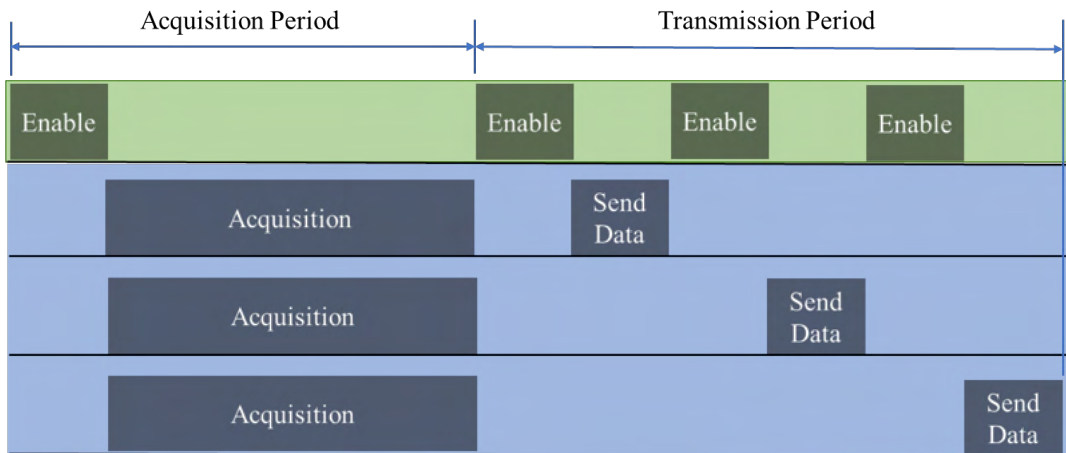 Acquisition Period
Transmission Period
Enable
Enable
Enable
Enable
Acquisition
Send
Data
Acquisition
Send
Data
Acquisition
Send
Data